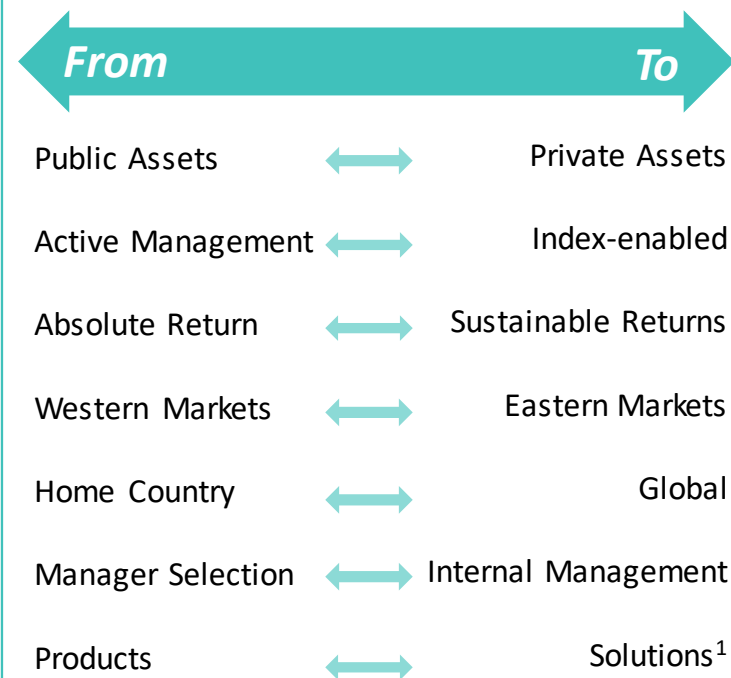 From To
Public Assets Private Assets
Active Management Index-enabled
Absolute Return Sustainable Returns
Western Markets Eastern Markets
Home Country Global
Manager Selection Internal Management
Products Solutions¹